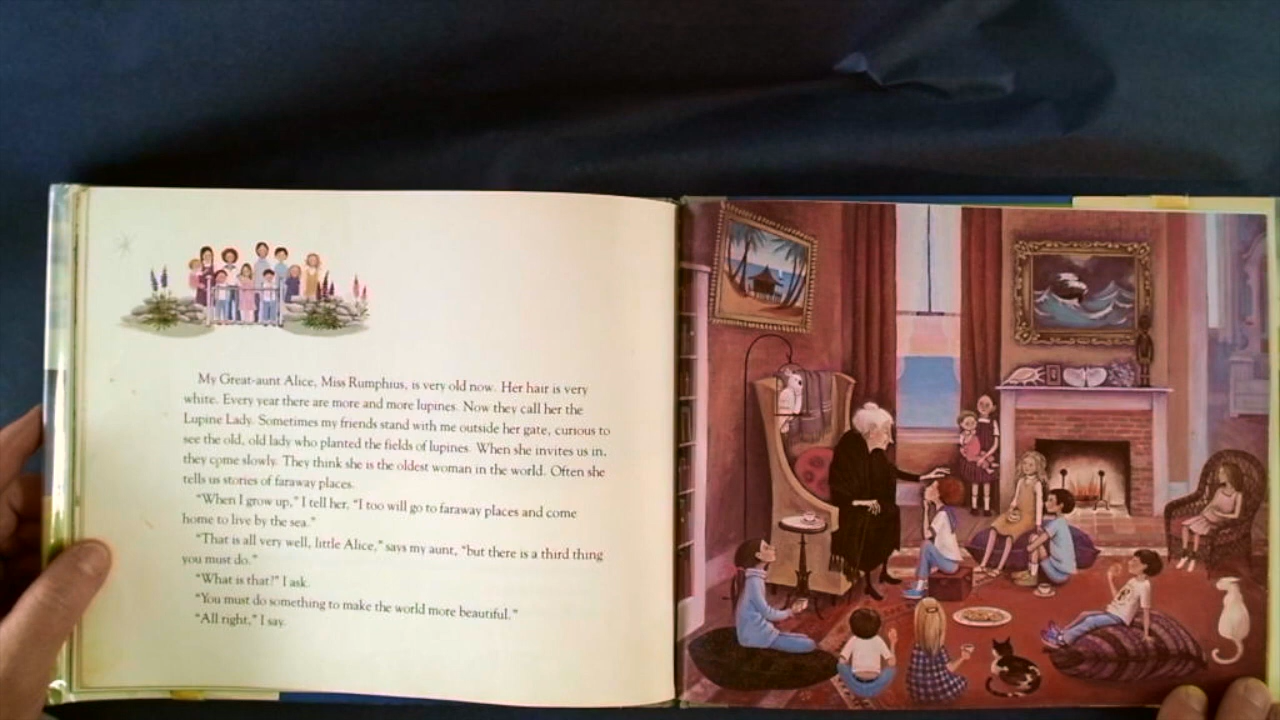 My Great-aunt Alice, Miss Rumphius, is very old now. Her hair is very
white. Every year there are more and more lupines. Now they call her the
Lupine Lady. Sometimes my friends stand with me outside her gate, curious to
see the old, old lady who planted the fields of lupines. When she invites us in,
they come slowly. They think she is the oldest woman in the world. Often she
tells us stories of faraway places.
"When I grow up," I tell her, "I too will go to faraway places and come
home to live by the sea."
"That is all very well, little Alice," says my aunt, "but there is a third thing
you must do."
"What is that?" I ask.
"You must do something to make the world more beautiful."
"All right," I say.